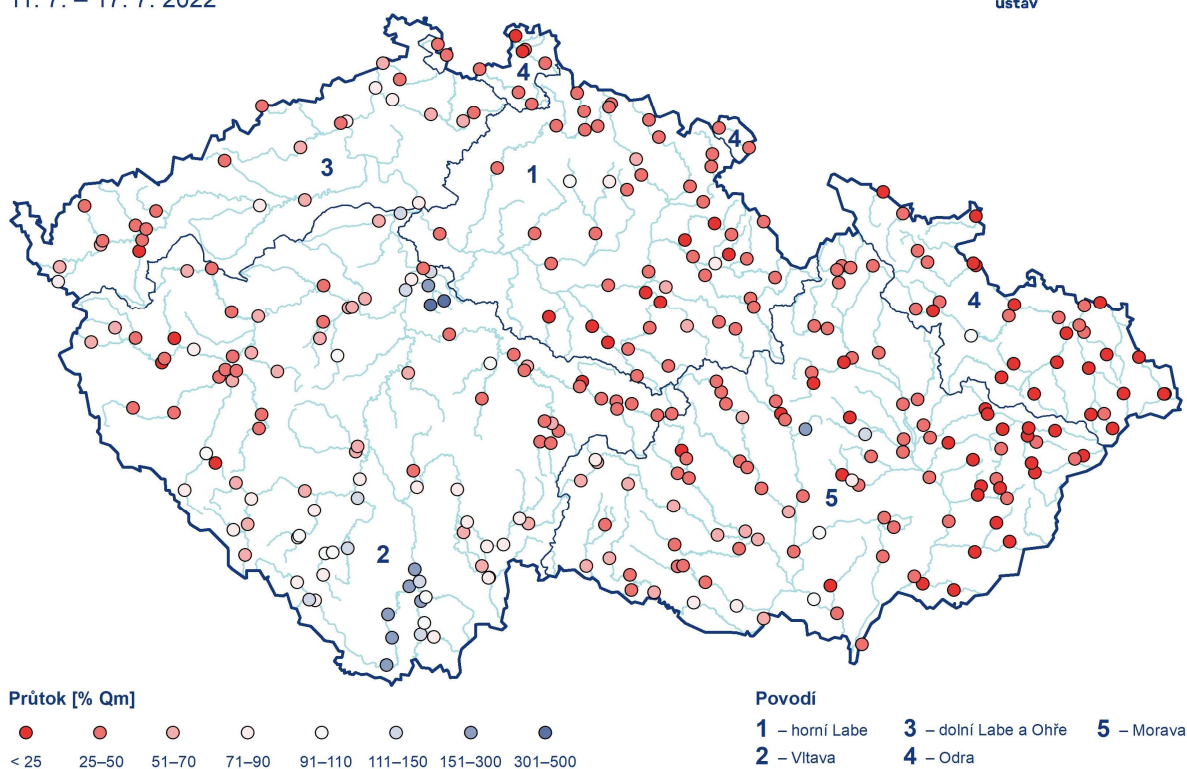 11. 7. – 17. 7. 2022
ústav
4
4
3
1
4
5
2
Průtok [% Qm]
< 25 25–50 51–70 71–90 91–110 111–150 151–300 301–500
Povodí
1 – horní Labe 3 – dolní Labe a Ohře 5 – Morava
2 – Vltava 4 – Odra